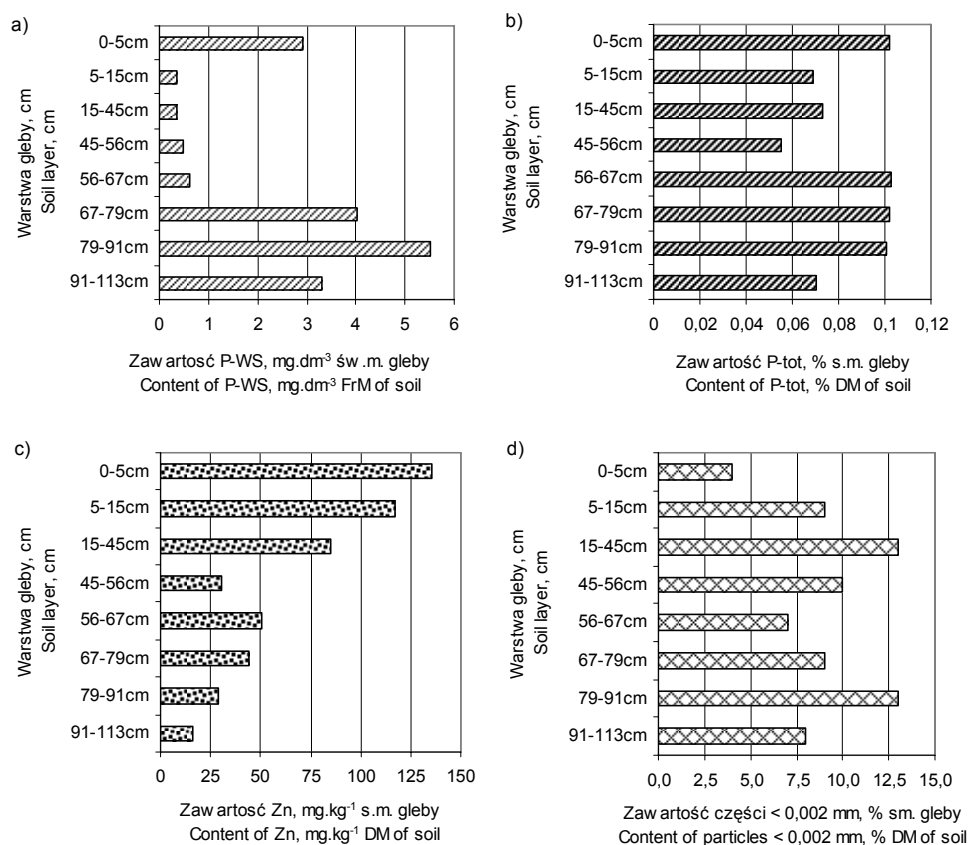 a)
Warstwa gleby, cm
Soil layer, cm
0-5cm
5-15cm
15-45cm
45-56cm
56-67cm
67-79cm
79-91cm
91-113cm
0 1 2 3 4 5 6
Zaw artosć P-WS, mg.dm-³ św .m. gleby
Content of P-WS, mg.dm-³ FrM of soil
b)
Warstwa gleby, cm
Soil layer, cm
0-5cm
5-15cm
15-45cm
45-56cm
56-67cm
67-79cm
79-91cm
91-113cm
0 0,02 0,04 0,06 0,08 0,1 0,12
Zaw artość P-tot, % s.m. gleby
Content of P-tot, % DM of soil
c)
Warstwa gleby, cm
Soil layer, cm
0-5cm
5-15cm
15-45cm
45-56cm
56-67cm
67-79cm
79-91cm
91-113cm
0 25 50 75 100 125 150
Zaw artosć Zn, mg.kg-¹ s.m. gleby
Content of Zn, mg.kg-¹ DM of soil
d)
Warstwa gleby, cm
Soil layer, cm
0-5cm
5-15cm
15-45cm
45-56cm
56-67cm
67-79cm
79-91cm
91-113cm
0,0 2,5 5,0 7,5 10,0 12,5 15,0
Zaw artość części < 0,002 mm, % sm. gleby
Content of particles < 0,002 mm, % DM of soil